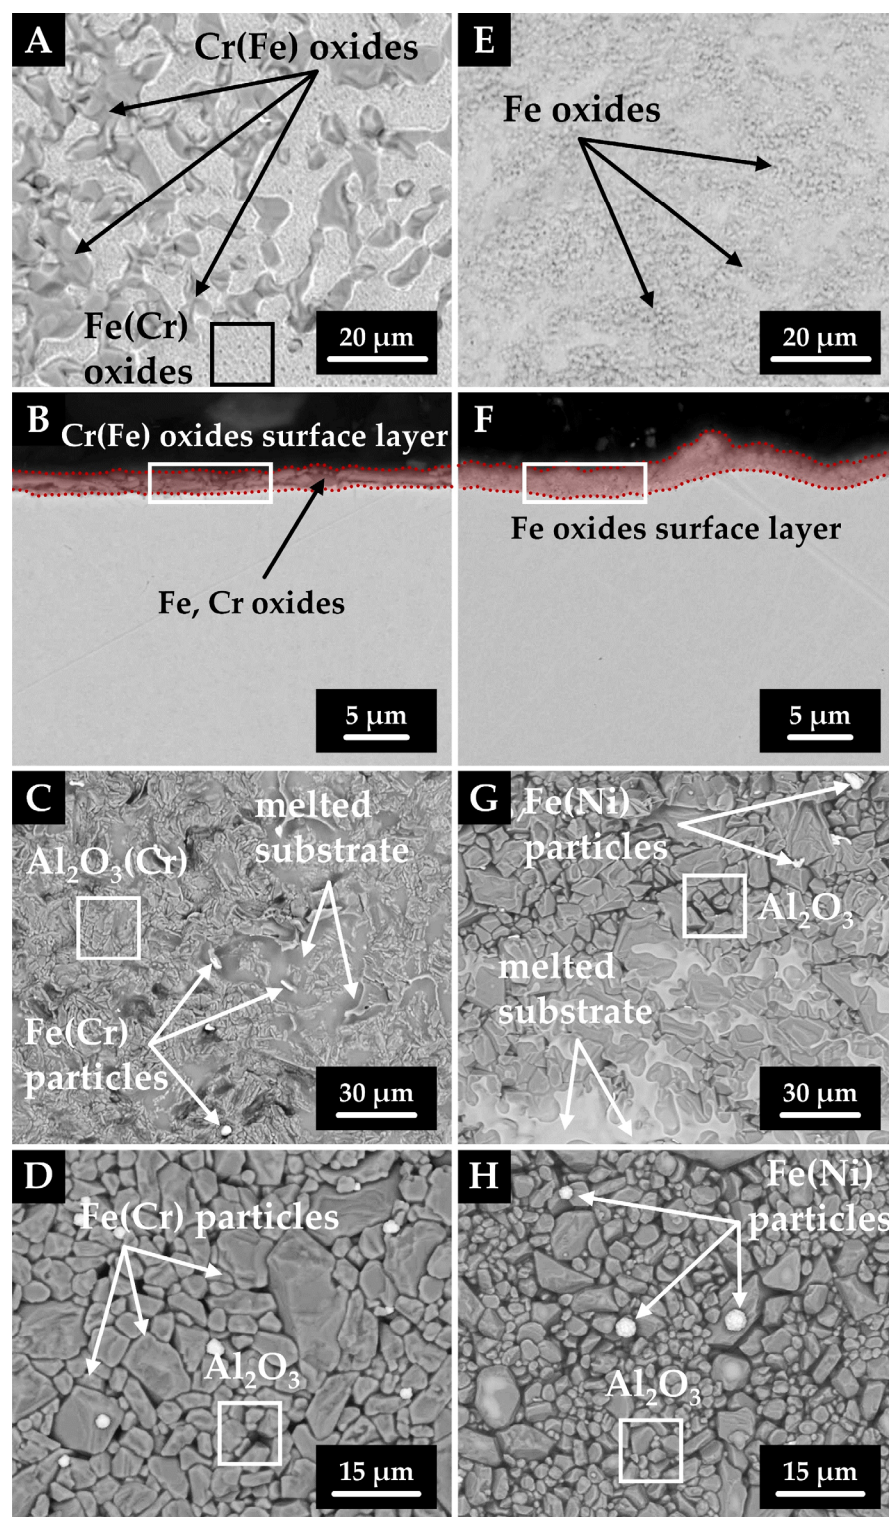 A
Cr(Fe) oxides
Fe(Cr)
oxides
20 μm
E
Fe oxides
20 μm
B
Cr(Fe) oxides surface layer
Fe, Cr oxides
5 μm
F
Fe oxides surface layer
5 μm
C
melted
substrate
Al₂O₃(Cr)
Fe(Cr)
particles
30 μm
G
Fe(Ni)
particles
Al₂O₃
melted
substrate
30 μm
D
Fe(Cr) particles
Al₂O₃
15 μm
H
Fe(Ni)
particles
Al₂O₃
15 μm